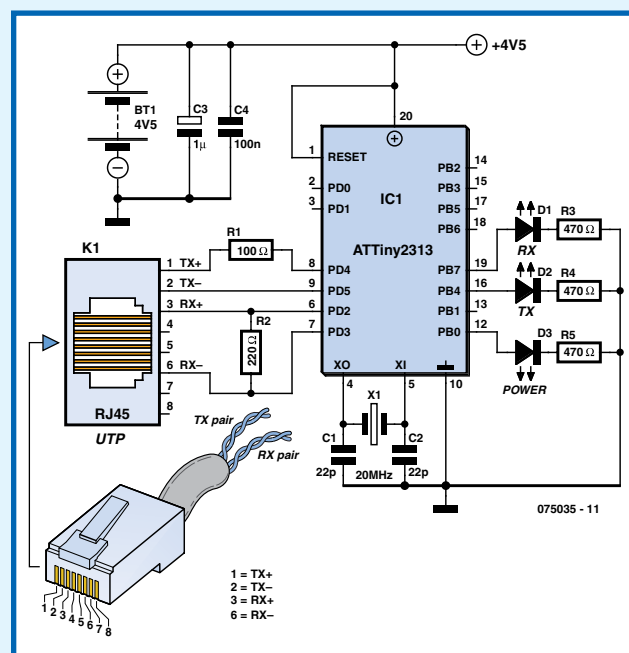 +4V5
BT1
4V5
C3
1µ
C4
100n
20
1 RESET
2 PD0
3 PD1
IC1
ATTiny2313
PB2 14
PB3 15
PB5 17
PB6 18
PB7 19
PB4 16
PB1 13
PB0 12
8 PD4
9 PD5
6 PD2
7 PD3
XO
XI
4
5
10
D1
RX
R3
470Ω
D2
TX
R4
470Ω
D3
POWER
R5
470Ω
K1
1 TX+
2 TX–
3 RX+
4
5
6 RX–
7
8
RJ45
UTP
R1
100Ω
R2
220Ω
X1
20MHz
C1
22p
C2
22p
TX pair
RX pair
075035 - 11
1 2 3 4 5 6 7 8
1 = TX+
2 = TX–
3 = RX+
6 = RX–